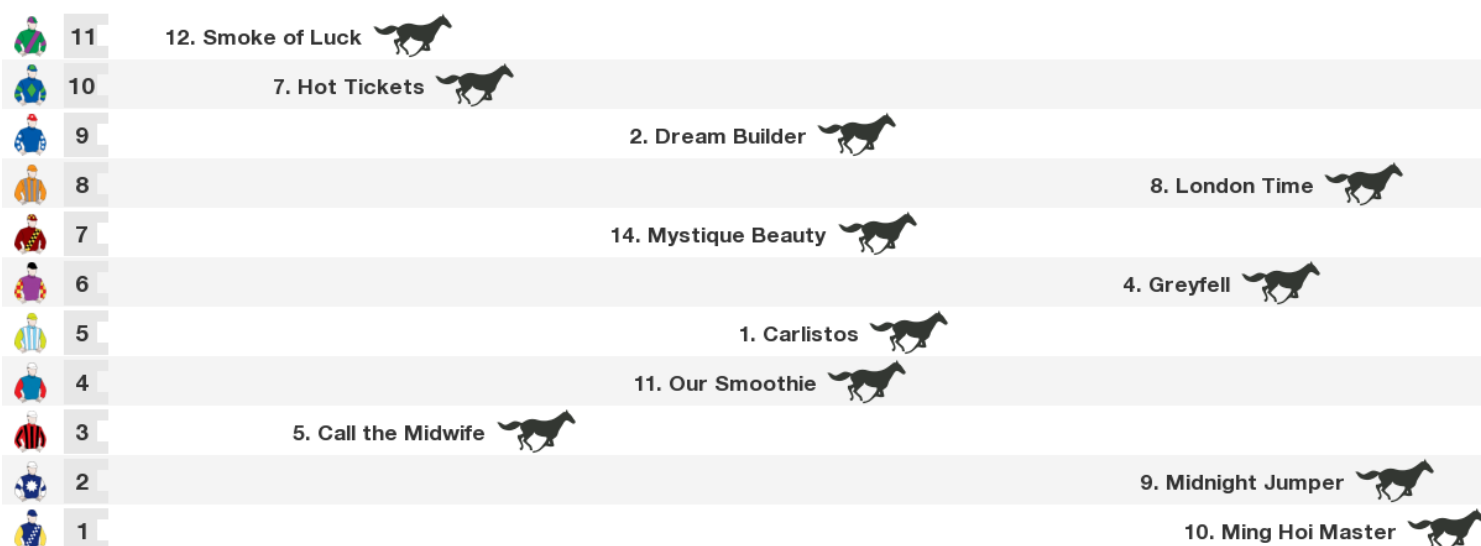 11 12. Smoke of Luck
10 7. Hot Tickets
9 2. Dream Builder
8 8. London Time
7 14. Mystique Beauty
6 4. Greyfell
5 1. Carlistos
4 11. Our Smoothie
3 5. Call the Midwife
2 9. Midnight Jumper
1 10. Ming Hoi Master